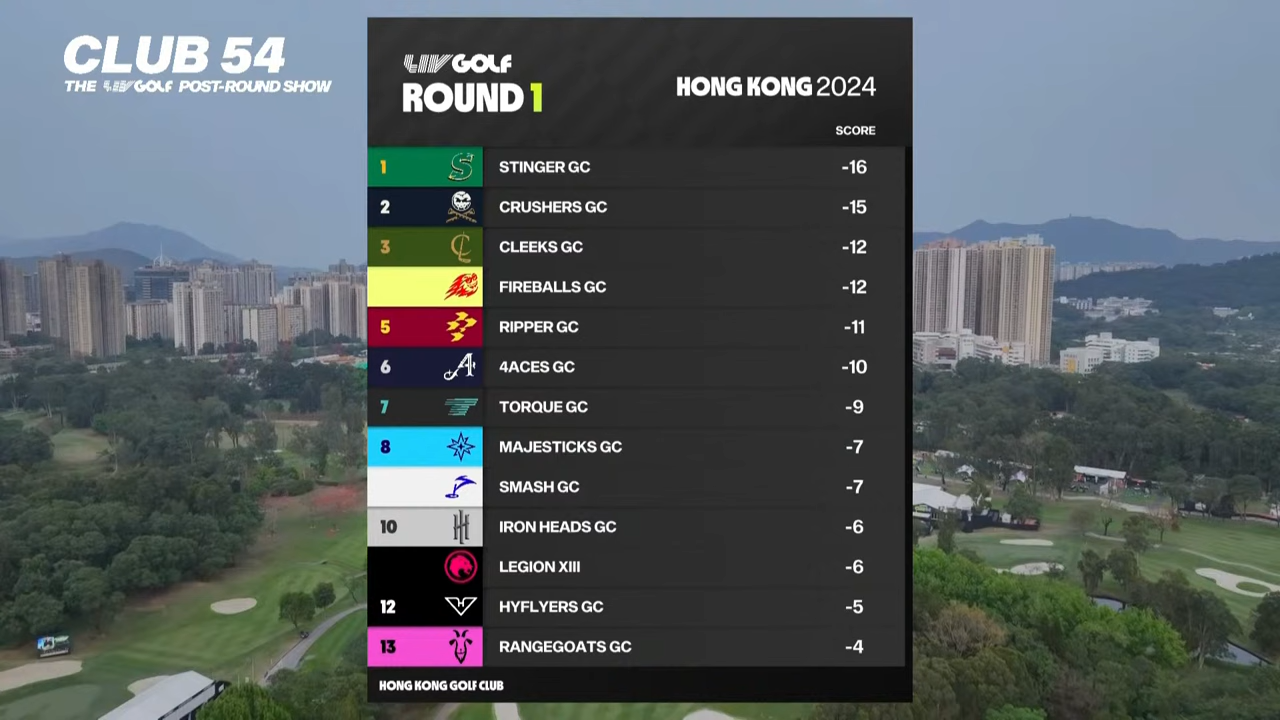 CLUB 54
THE LIV GOLF POST-ROUND SHOW
LIV GOLF
ROUND 1
HONG KONG 2024
SCORE
1 STINGER GC -16
2 CRUSHERS GC -15
3 CLEEKS GC -12
FIREBALLS GC -12
5 RIPPER GC -11
6 4ACES GC -10
7 TORQUE GC -9
8 MAJESTICKS GC -7
SMASH GC -7
10 IRON HEADS GC -6
LEGION XIII -6
12 HYFLYERS GC -5
13 RANGEGOATS GC -4
HONG KONG GOLF CLUB